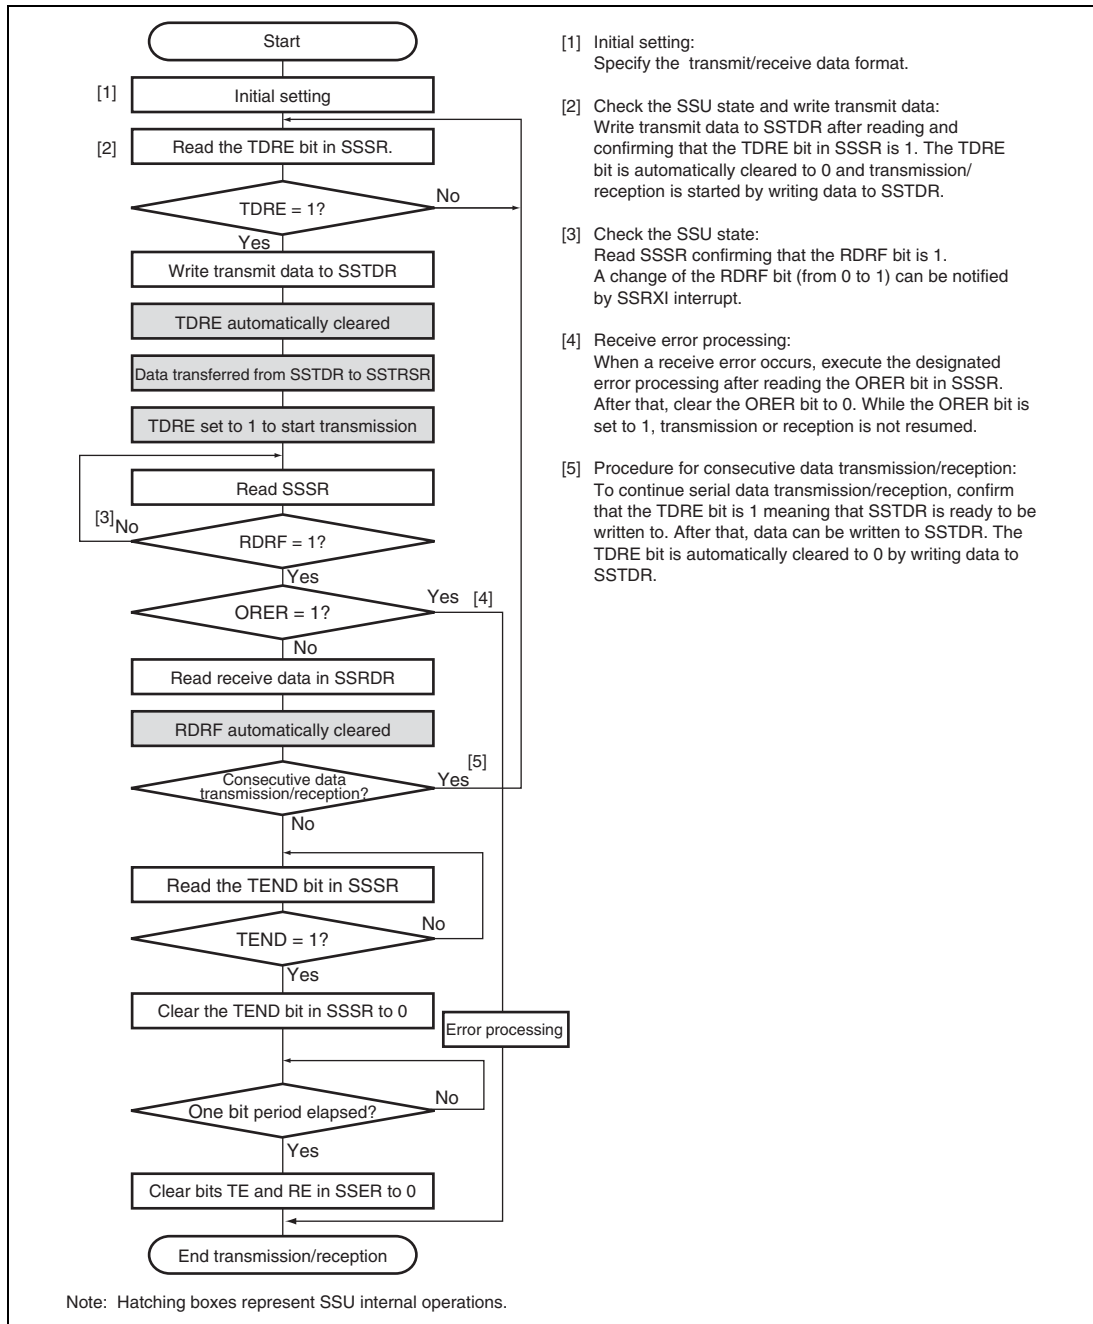 Start
[1] Initial setting
[2] Read the TDRE bit in SSSR.
TDRE = 1?
No
Yes
Write transmit data to SSTDR
TDRE automatically cleared
Data transferred from SSTDR to SSTRSR
TDRE set to 1 to start transmission
Read SSSR
[3]
No
RDRF = 1?
Yes
ORER = 1?
Yes [4]
No
Read receive data in SSRDR
RDRF automatically cleared
Consecutive data
transmission/reception?
[5]
Yes
No
Read the TEND bit in SSSR
TEND = 1?
No
Yes
Clear the TEND bit in SSSR to 0
Error processing
One bit period elapsed?
No
Yes
Clear bits TE and RE in SSER to 0
End transmission/reception
[1] Initial setting:
Specify the transmit/receive data format.
[2] Check the SSU state and write transmit data:
Write transmit data to SSTDR after reading and
confirming that the TDRE bit in SSSR is 1. The TDRE
bit is automatically cleared to 0 and transmission/
reception is started by writing data to SSTDR.
[3] Check the SSU state:
Read SSSR confirming that the RDRF bit is 1.
A change of the RDRF bit (from 0 to 1) can be notified
by SSRXI interrupt.
[4] Receive error processing:
When a receive error occurs, execute the designated
error processing after reading the ORER bit in SSSR.
After that, clear the ORER bit to 0. While the ORER bit is
set to 1, transmission or reception is not resumed.
[5] Procedure for consecutive data transmission/reception:
To continue serial data transmission/reception, confirm
that the TDRE bit is 1 meaning that SSTDR is ready to be
written to. After that, data can be written to SSTDR. The
TDRE bit is automatically cleared to 0 by writing data to
SSTDR.
Note: Hatching boxes represent SSU internal operations.